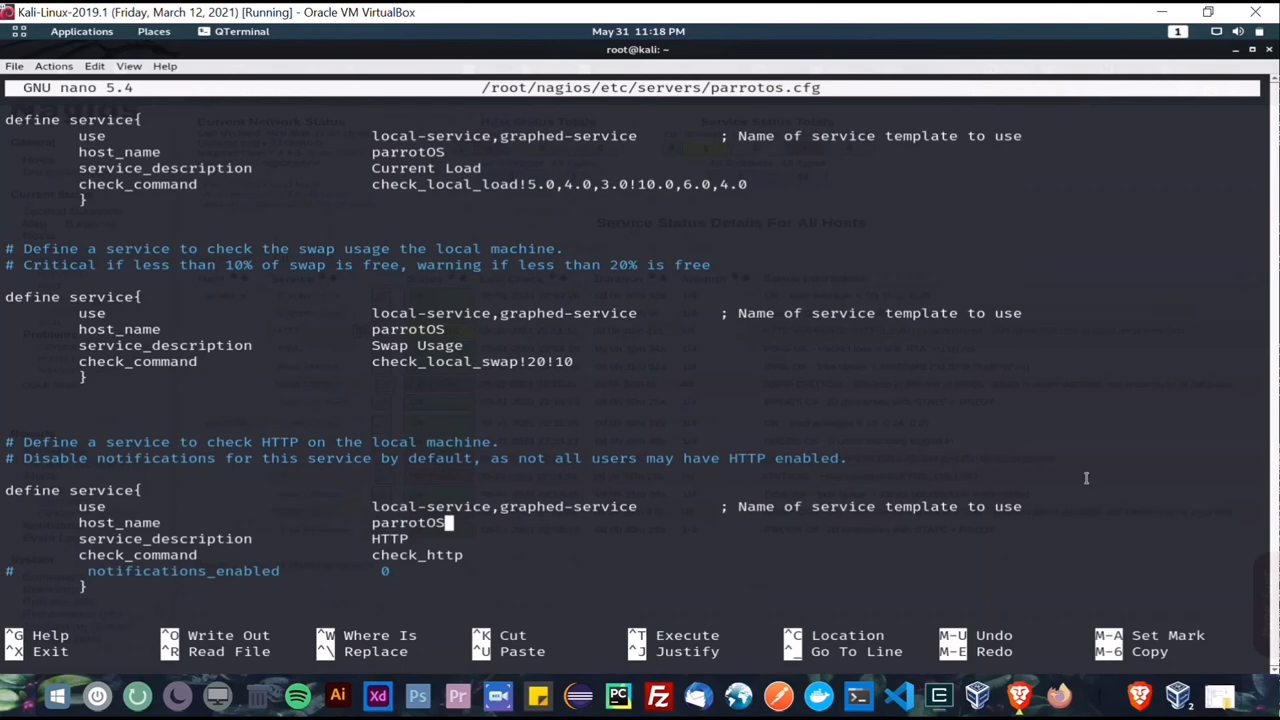 Kali-Linux-2019.1 (Friday, March 12, 2021) [Running] - Oracle VM VirtualBox
Applications Places QTerminal May 31 11:18 PM 1
root@kali: ~
File Actions Edit View Help
GNU nano 5.4 /root/nagios/etc/servers/parrotos.cfg
define service{
use local-service,graphed-service ; Name of service template to use
host_name parrotOS
service_description Current Load
check_command check_local_load!5.0,4.0,3.0!10.0,6.0,4.0
}
Service Status Details For All Hosts
# Define a service to check the swap usage the local machine.
# Critical if less than 10% of swap is free, warning if less than 20% is free
define service{
use local-service,graphed-service ; Name of service template to use
host_name parrotOS
service_description Swap Usage
check_command check_local_swap!20!10
}
# Define a service to check HTTP on the local machine.
# Disable notifications for this service by default, as not all users may have HTTP enabled.
define service{
use local-service,graphed-service ; Name of service template to use
host_name parrotOS
service_description HTTP
check_command check_http
# notifications_enabled 0
}
^G Help ^O Write Out ^W Where Is ^K Cut ^T Execute ^C Location M-U Undo M-A Set Mark
^X Exit ^R Read File ^\ Replace ^U Paste ^J Justify ^_ Go To Line M-E Redo M-6 Copy